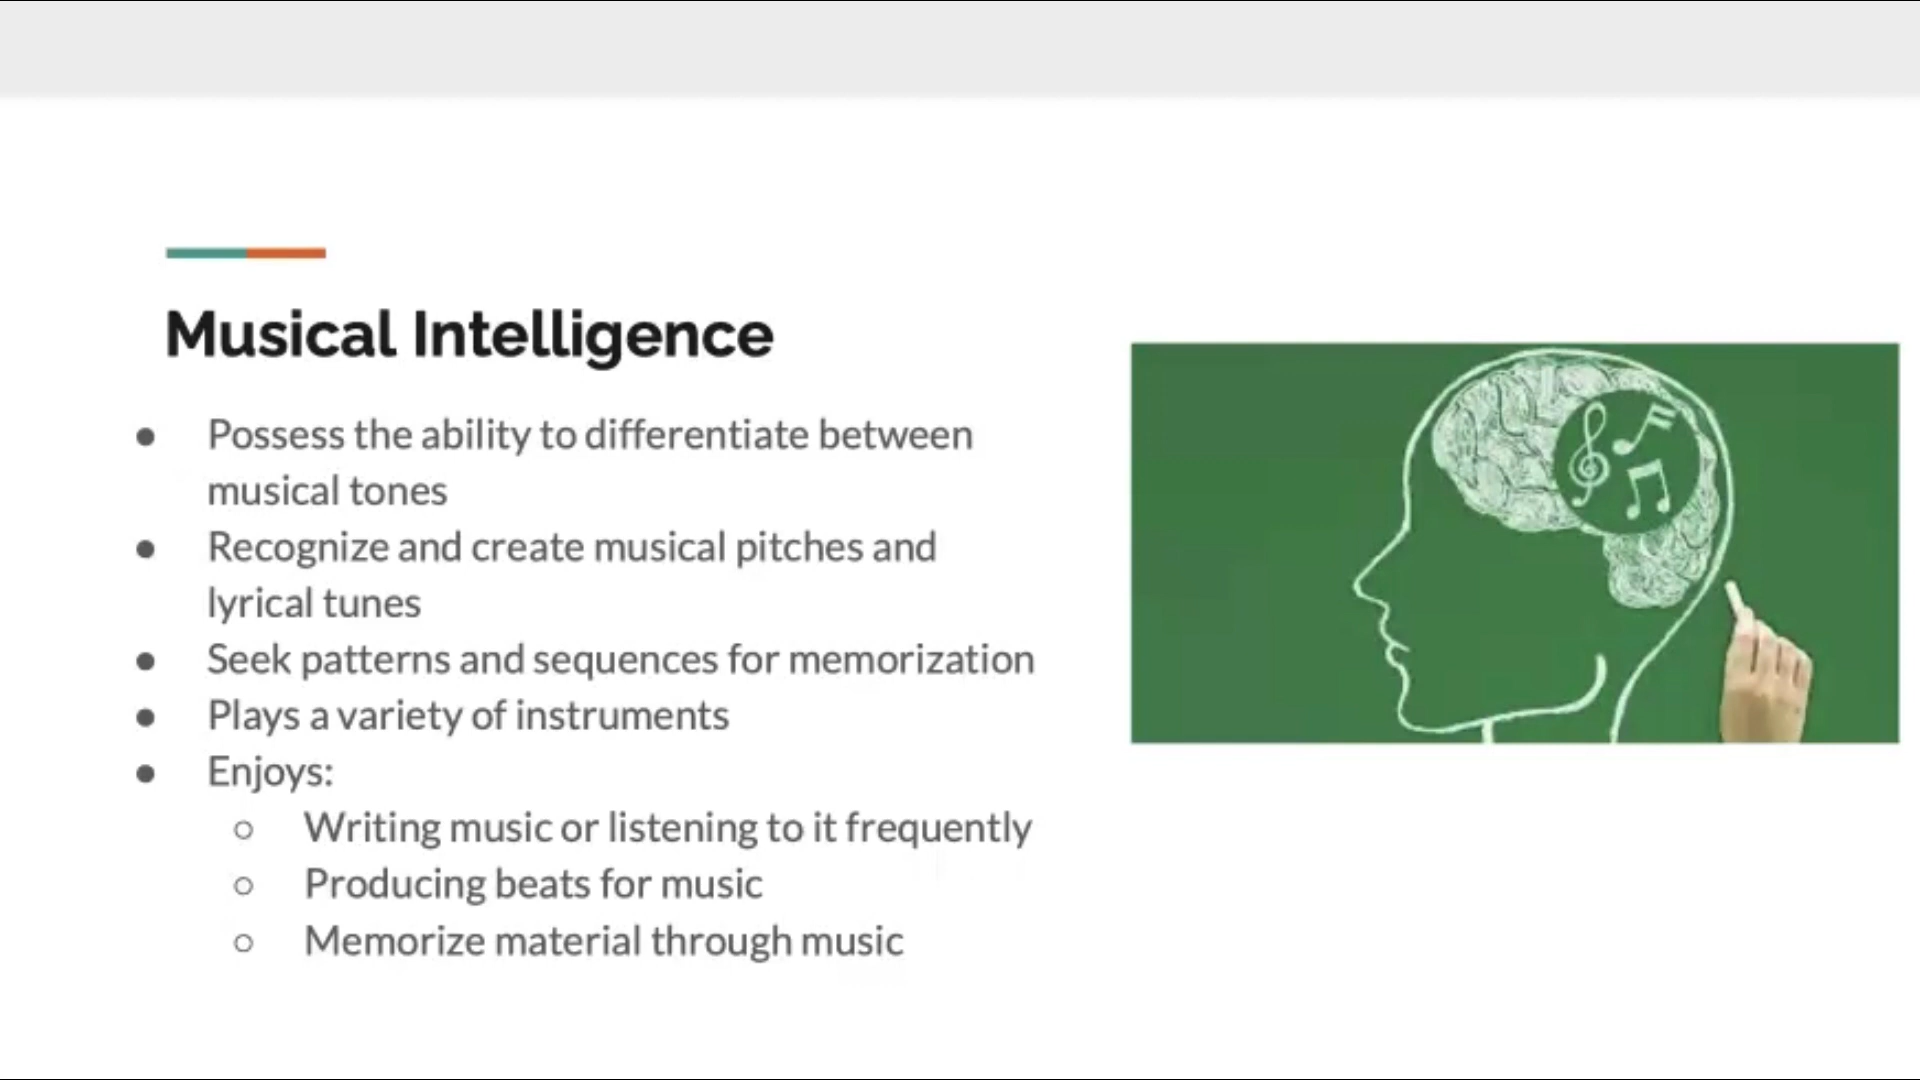 Musical Intelligence
● Possess the ability to differentiate between
musical tones
● Recognize and create musical pitches and
lyrical tunes
● Seek patterns and sequences for memorization
● Plays a variety of instruments
● Enjoys:
○ Writing music or listening to it frequently
○ Producing beats for music
○ Memorize material through music